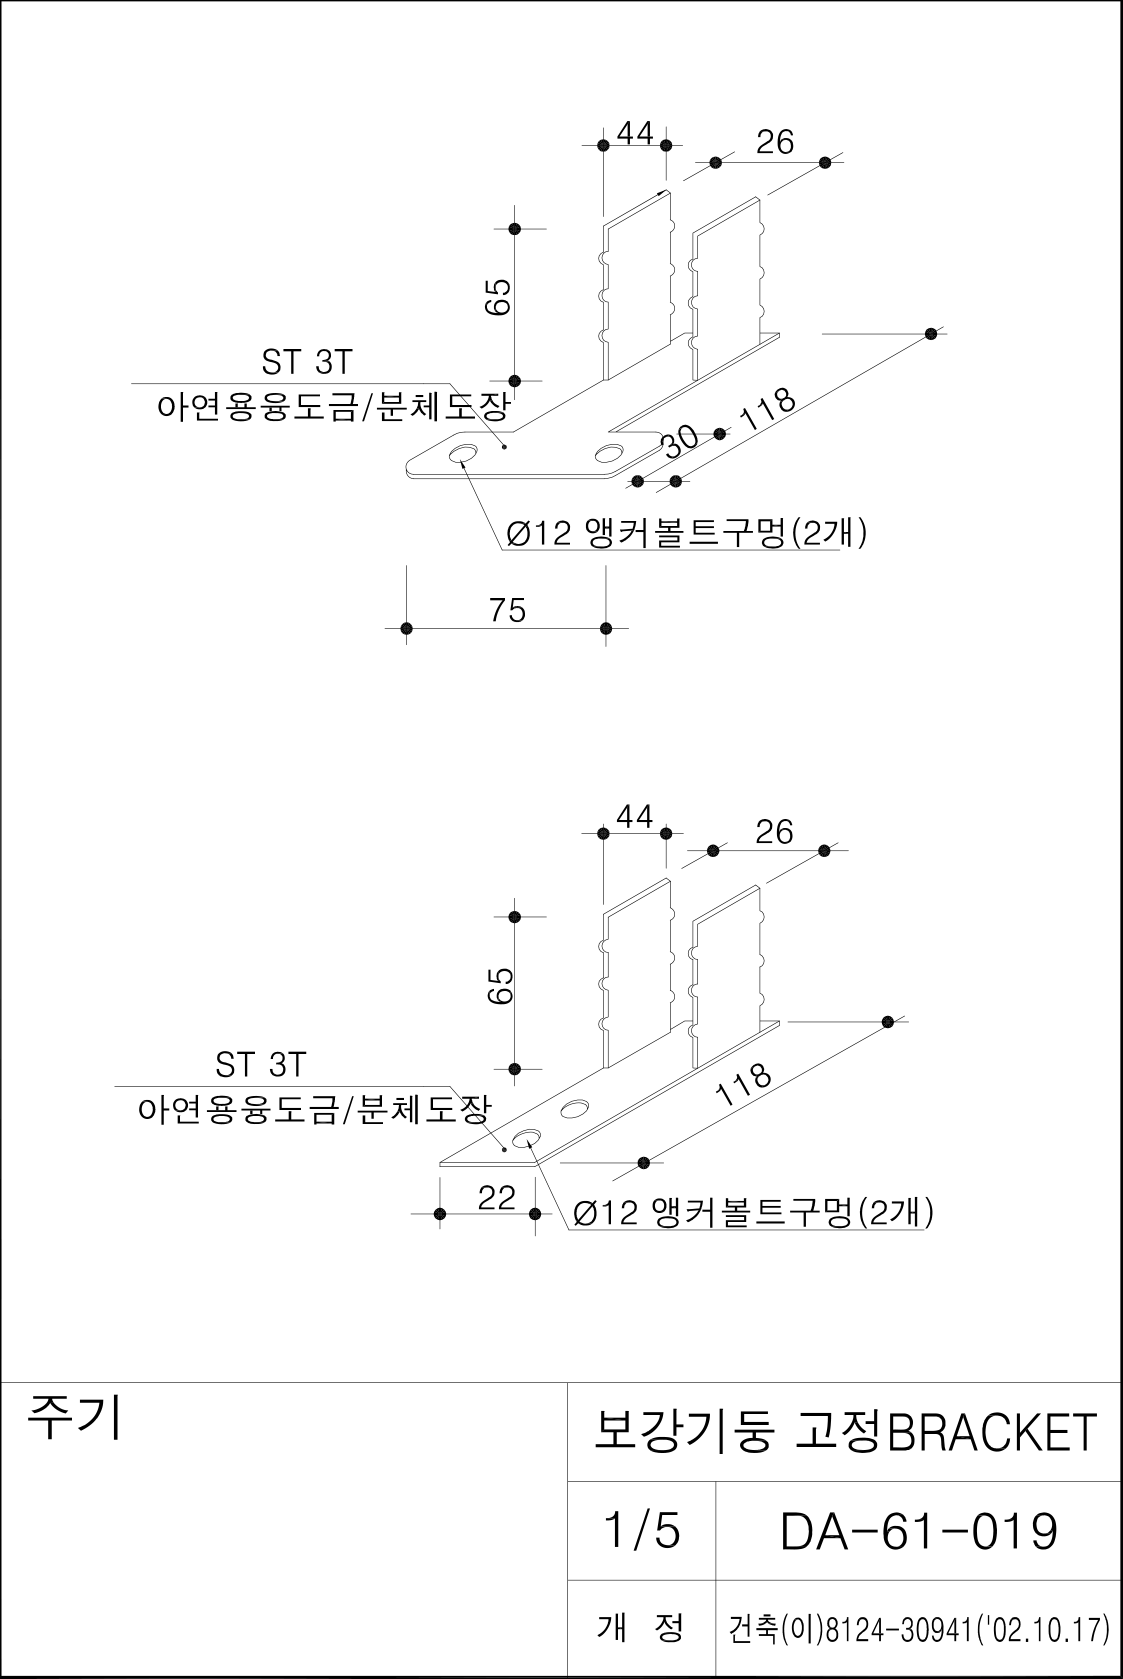 44
26
65
ST 3T
아연용융도금/분체도장
118
30
Ø12 앵커볼트구멍(2개)
75
44
26
65
ST 3T
아연용융도금/분체도장
118
22
Ø12 앵커볼트구멍(2개)
주기
보강기둥 고정BRACKET
1/5
DA-61-019
개 정
건축(이)8124-30941('02.10.17)